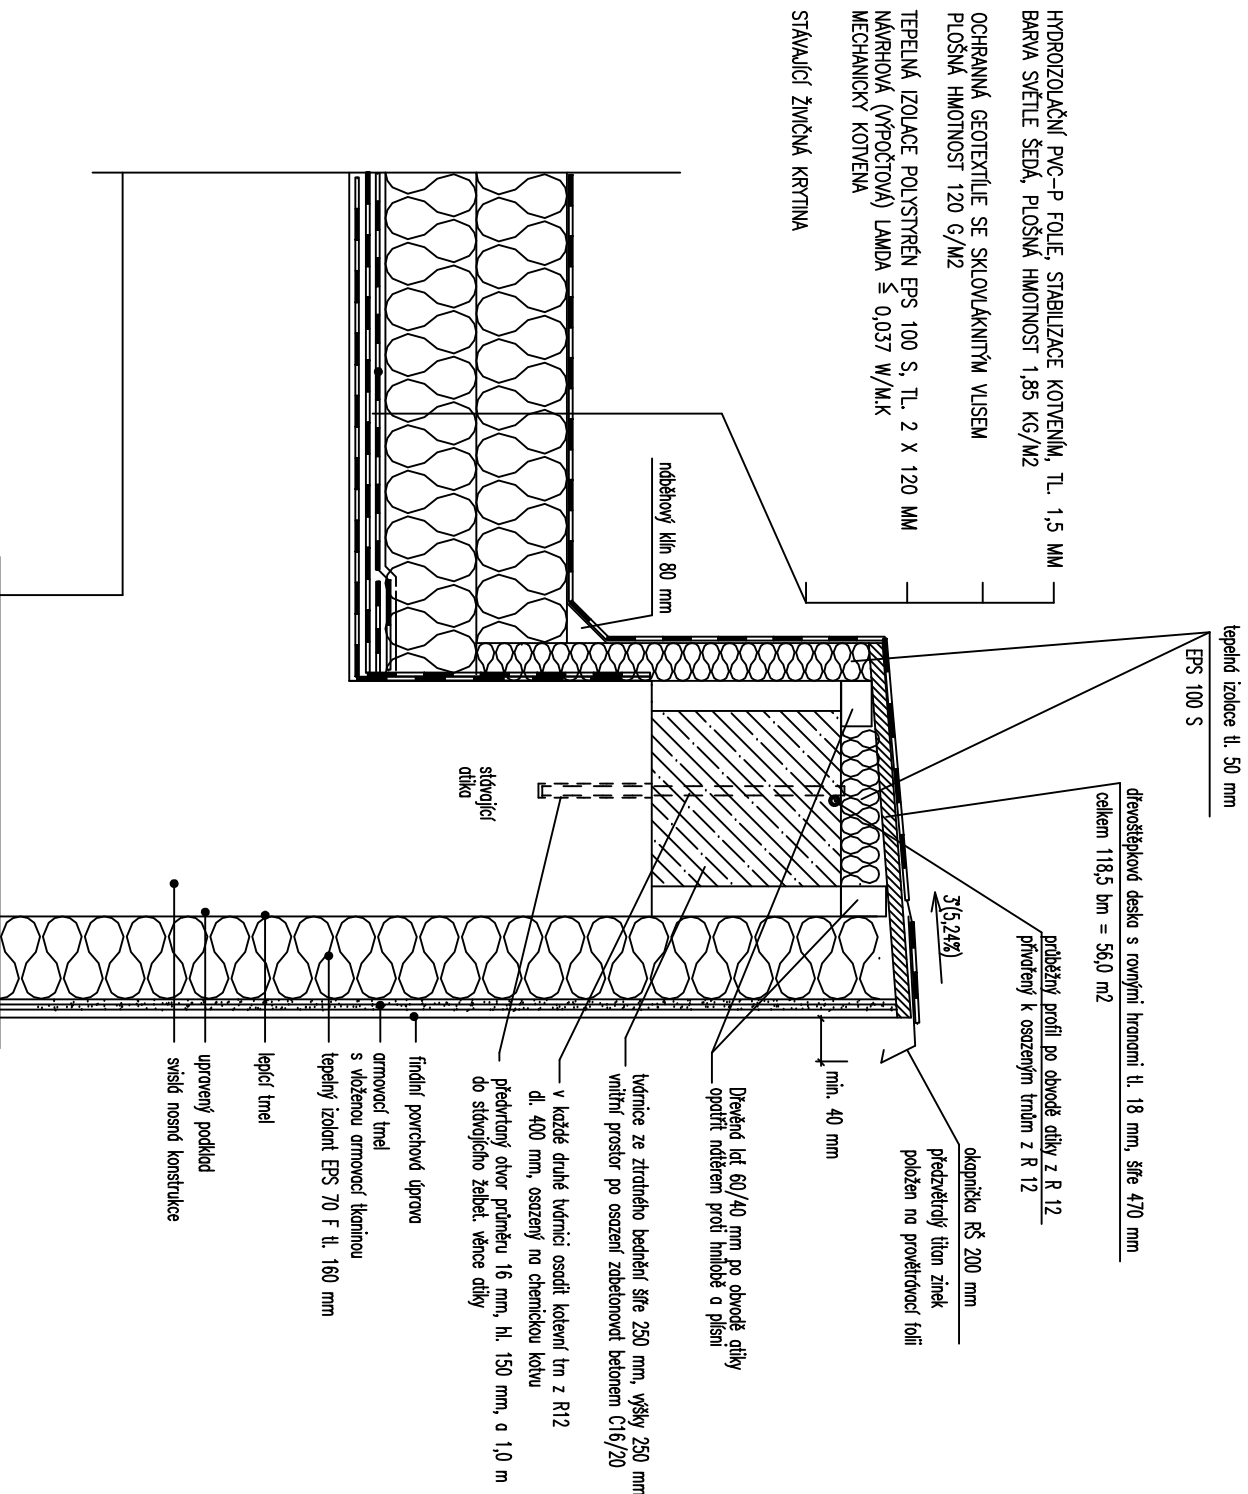 HYDROIZOLAČNÍ PVC-P FOLIE, STABILIZACE KOTVENÍM, TL. 1,5 MM
BARVA SVĚTLE ŠEDÁ, PLOŠNÁ HMOTNOST 1,85 KG/M2
OCHRANNÁ GEOTEXTÍLIE SE SKLOVLÁKNITÝM VLISEM
PLOŠNÁ HMOTNOST 120 G/M2
TEPELNÁ IZOLACE POLYSTYRÉN EPS 100 S, TL. 2 X 120 MM
NÁVRHOVÁ (VÝPOČTOVÁ) LAMDA ≦ 0,037 W/M.K
MECHANICKY KOTVENA
STÁVAJÍCÍ ŽIVIČNÁ KRYTINA
náběhový klín 80 mm
tepelná izolace tl. 50 mm
EPS 100 S
dřevoštěpková deska s rovnými hranami tl. 18 mm, šíře 470 mm
celkem 118,5 bm = 56,0 m2
průběžný profil po obvodě atiky z R 12
přivařený k osazeným trnům z R 12
3°(5,24%)
okapnička RŠ 200 mm
předzvětralý titan zinek
položen na provětrávací folii
min. 40 mm
Dřevěná lať 60/40 mm po obvodě atiky
opatřit nátěrem proti hnilobě a plísni
tvárnice ze ztratného bednění šíře 250 mm, výšky 250 mm
vnitřní prostor po osazení zabetonovat betonem C16/20
v každé druhé tvárnici osadit kotevní trn z R12
dl. 400 mm, osazený na chemickou kotvu
předvrtaný otvor průměru 16 mm, hl. 150 mm, a 1,0 m
do stávajícího želbet. věnce atiky
stávající
atika
finální povrchová úprava
armovací tmel
s vloženou armovací tkaninou
tepelný izolant EPS 70 F tl. 160 mm
lepící tmel
upravený podklad
svislá nosná konstrukce